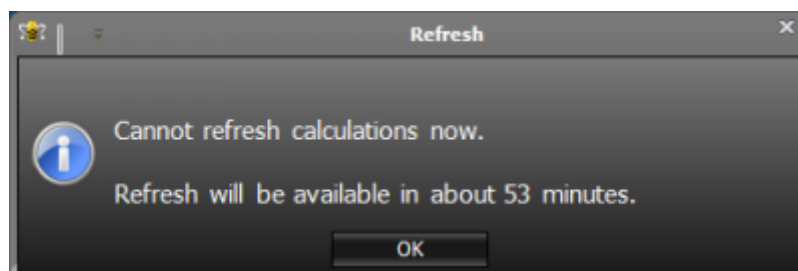 Refresh
Cannot refresh calculations now.
Refresh will be available in about 53 minutes.
OK